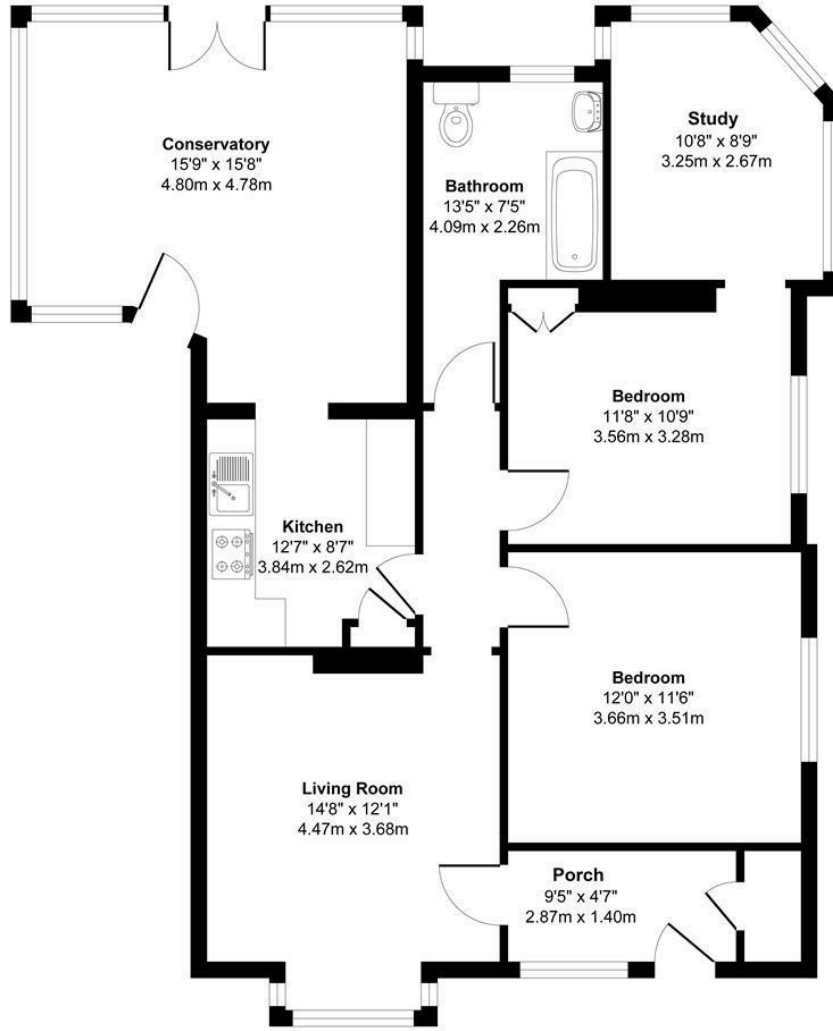 Conservatory
15'9" x 15'8"
4.80m x 4.78m
Study
10'8" x 8'9"
3.25m x 2.67m
Bathroom
13'5" x 7'5"
4.09m x 2.26m
Bedroom
11'8" x 10'9"
3.56m x 3.28m
Kitchen
12'7" x 8'7"
3.84m x 2.62m
Bedroom
12'0" x 11'6"
3.66m x 3.51m
Living Room
14'8" x 12'1"
4.47m x 3.68m
Porch
9'5" x 4'7"
2.87m x 1.40m